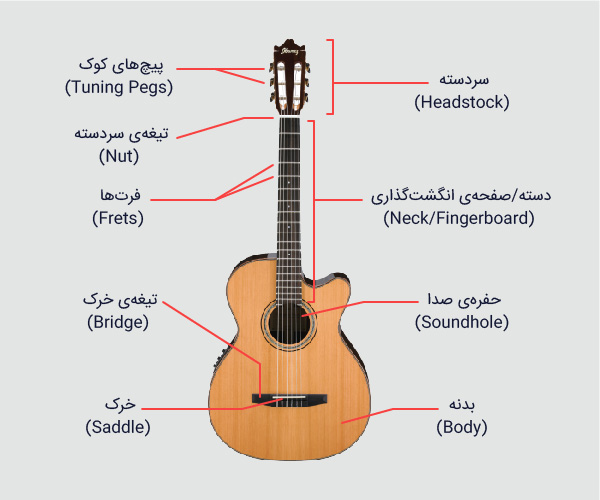 Ibanez
پیچ‌های کوک
(Tuning Pegs)
سردسته
(Headstock)
تیغه‌ی سردسته
(Nut)
فرت‌ها
(Frets)
دسته/صفحه‌ی انگشت‌گذاری
(Neck/Fingerboard)
تیغه‌ی خرک
(Bridge)
حفره‌ی صدا
(Soundhole)
خرک
(Saddle)
بدنه
(Body)